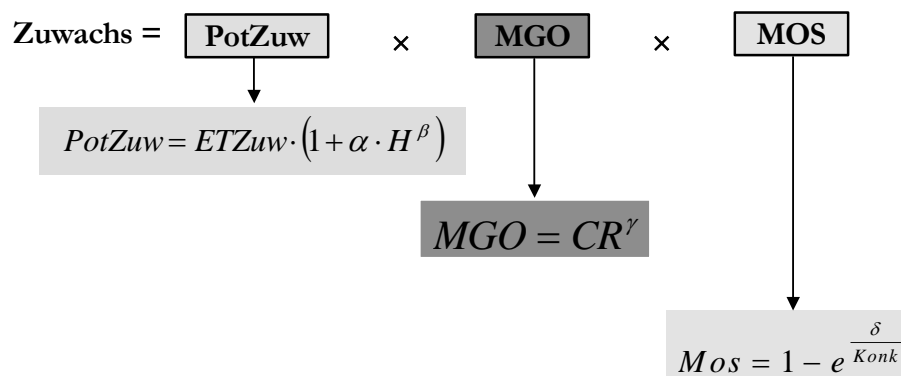 Zuwachs = PotZuw × MGO × MOS
PotZuw = ETZuw·(1 + α · H^β)
MGO = CR^γ
Mos = 1 − e^(δ/Konk)